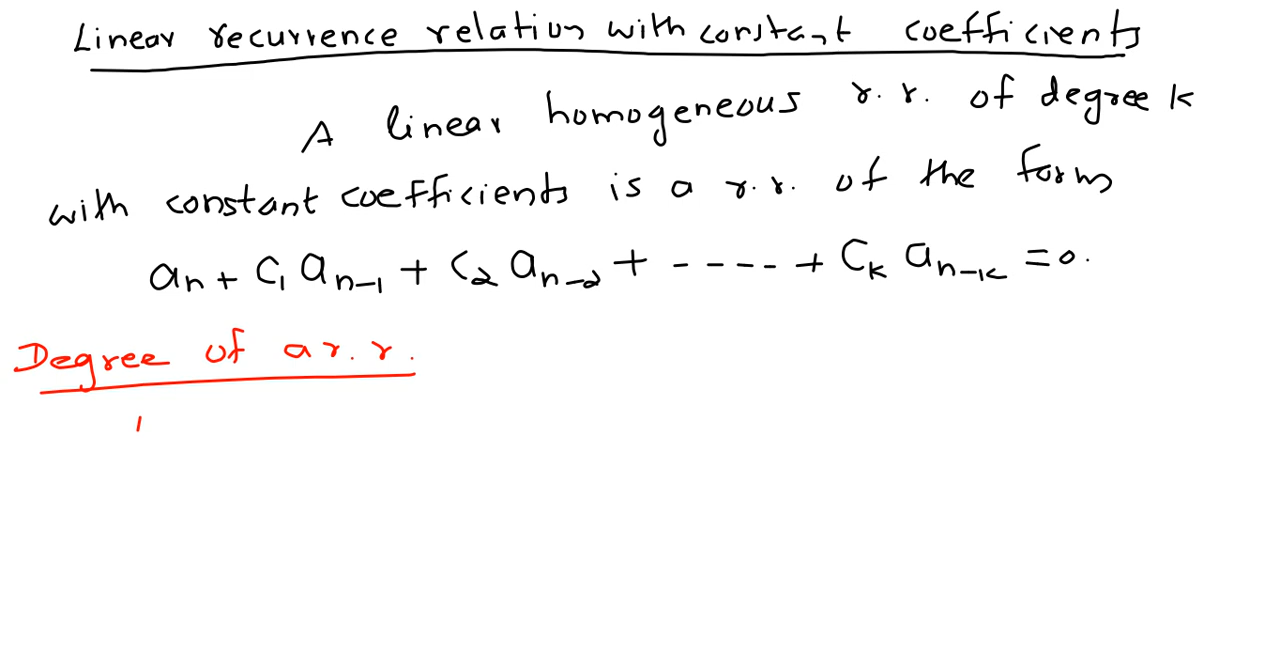 Linear recurrence relation with constant coefficients
A linear homogeneous r.r. of degree k
with constant coefficients is a r.r. of the form
aₙ + C₁ aₙ₋₁ + C₂ aₙ₋₂ + ----- + Cₖ aₙ₋ₖ = 0.
Degree of a r.r.